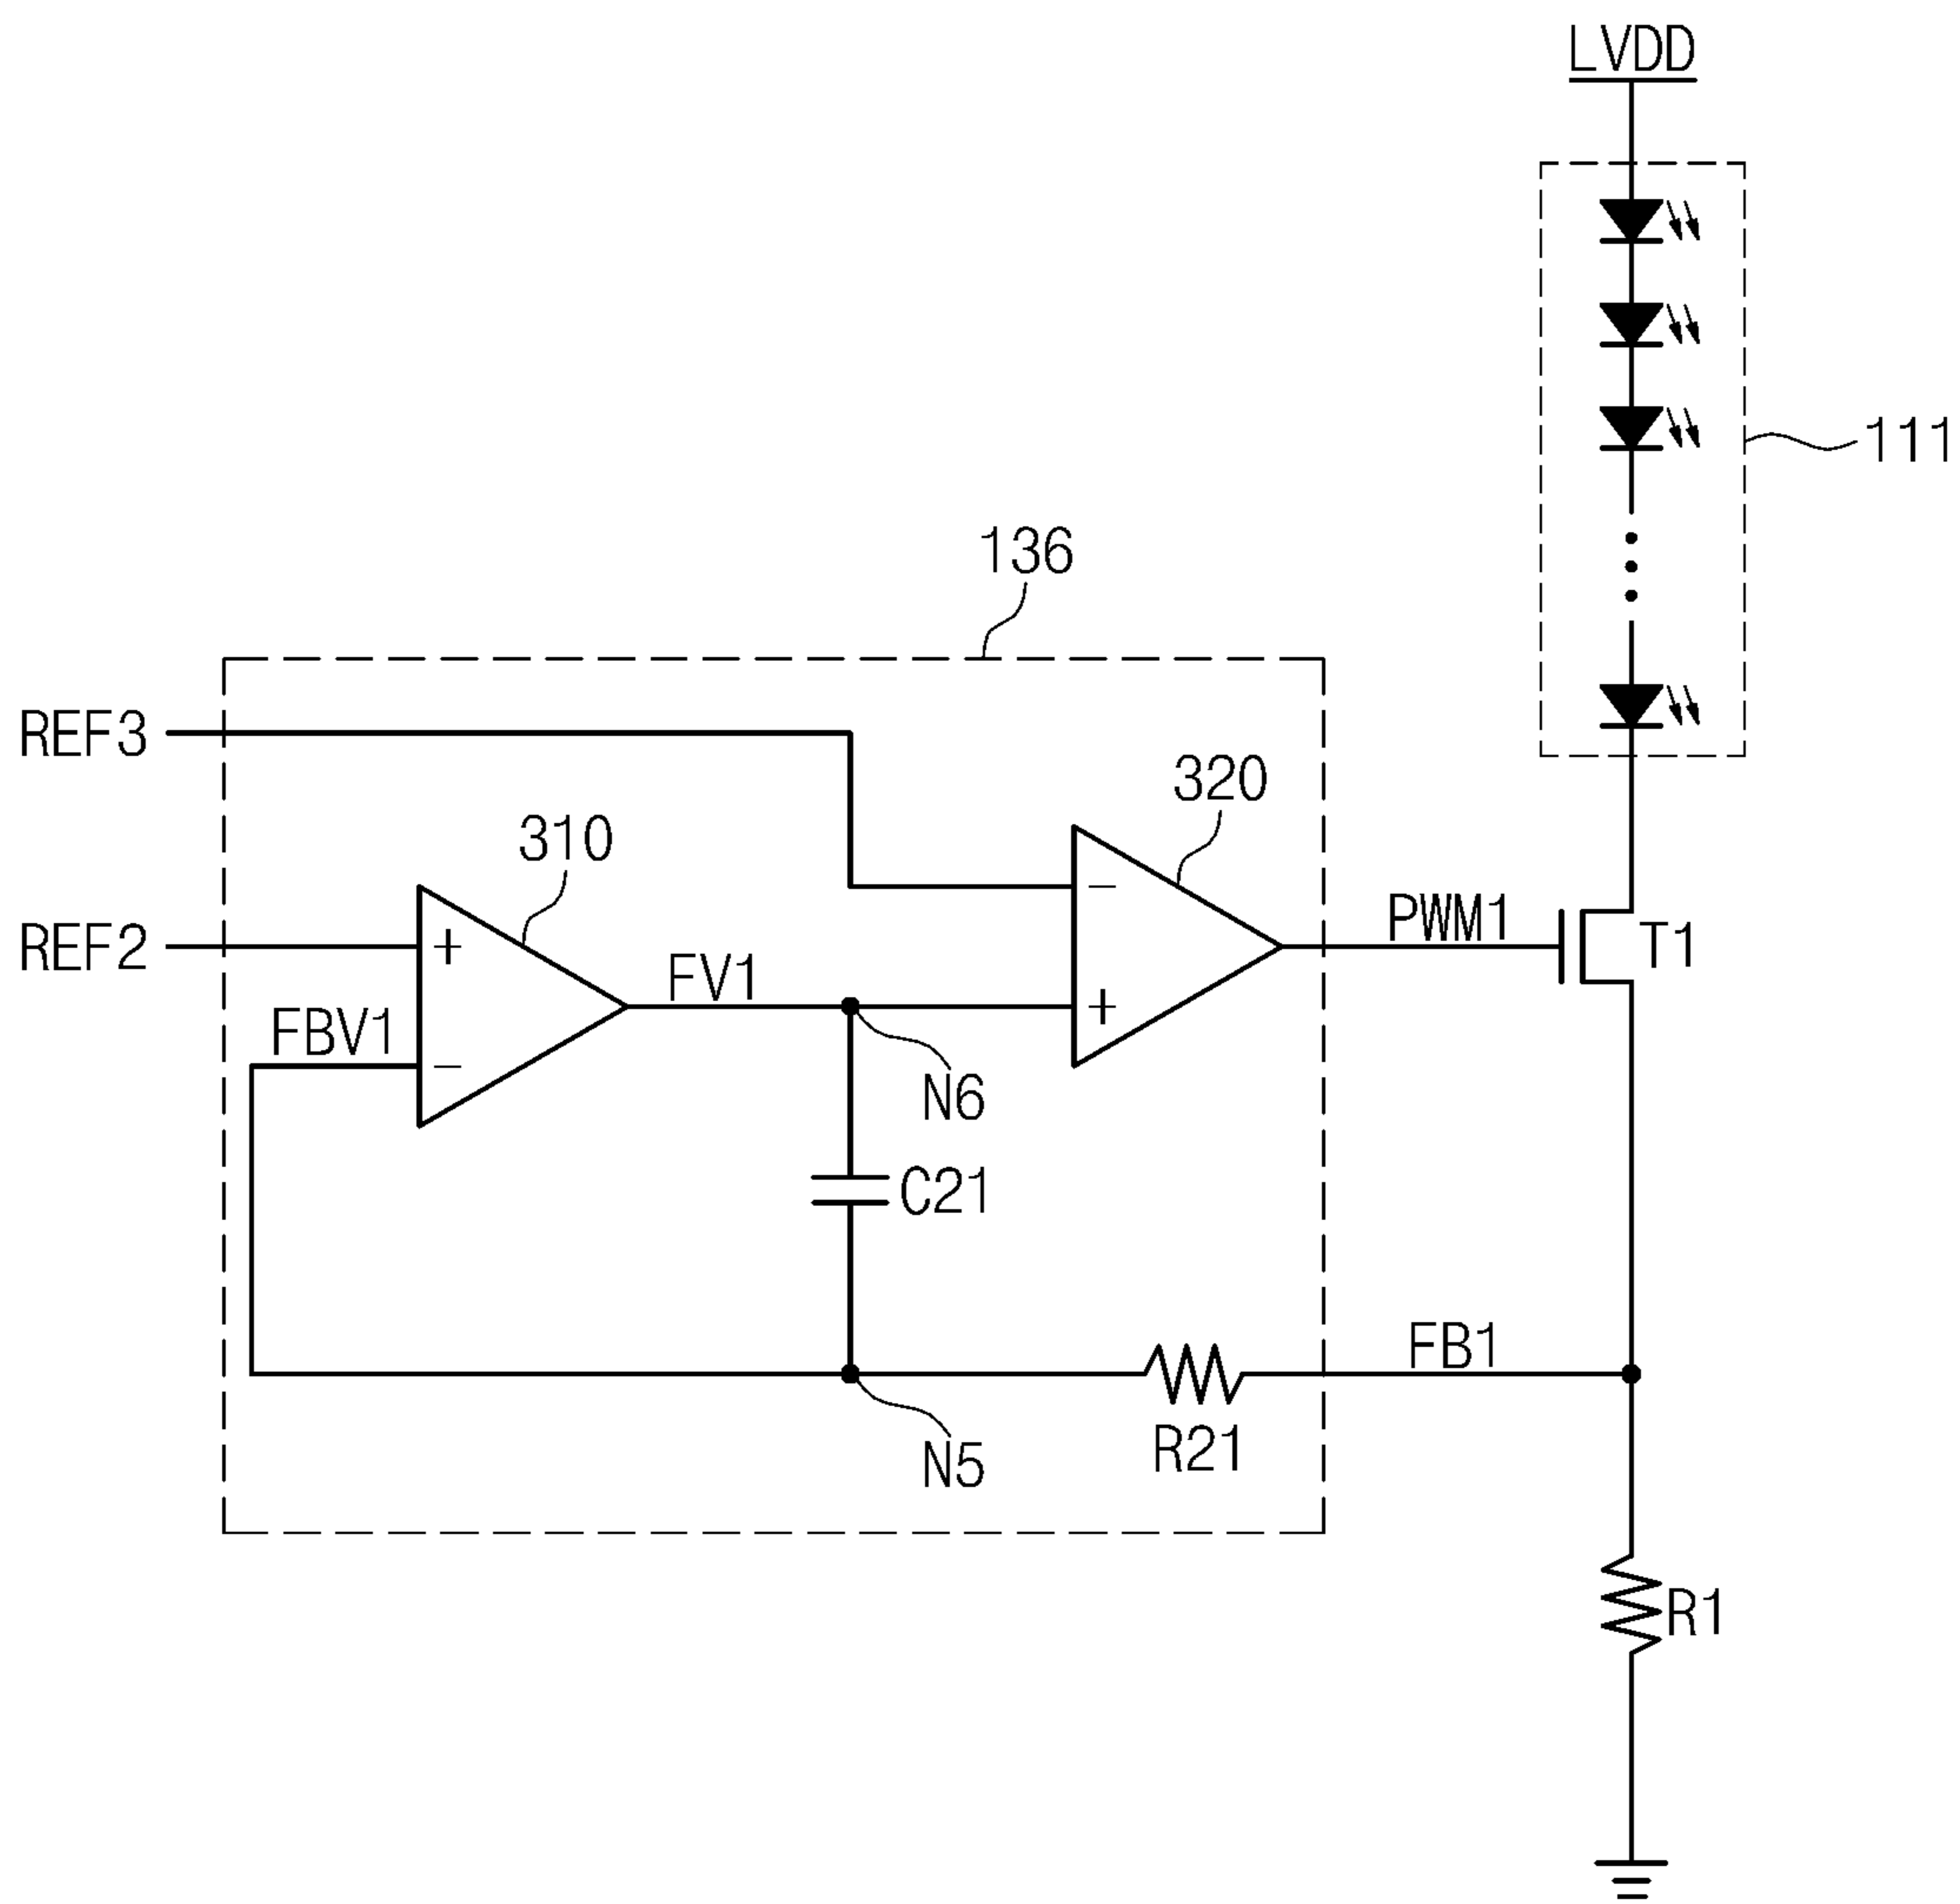 LVDD
111
136
REF3
320
310
PWM1
T1
REF2
+
−
FV1
FBV1
−
+
N6
C21
FB1
R21
N5
R1